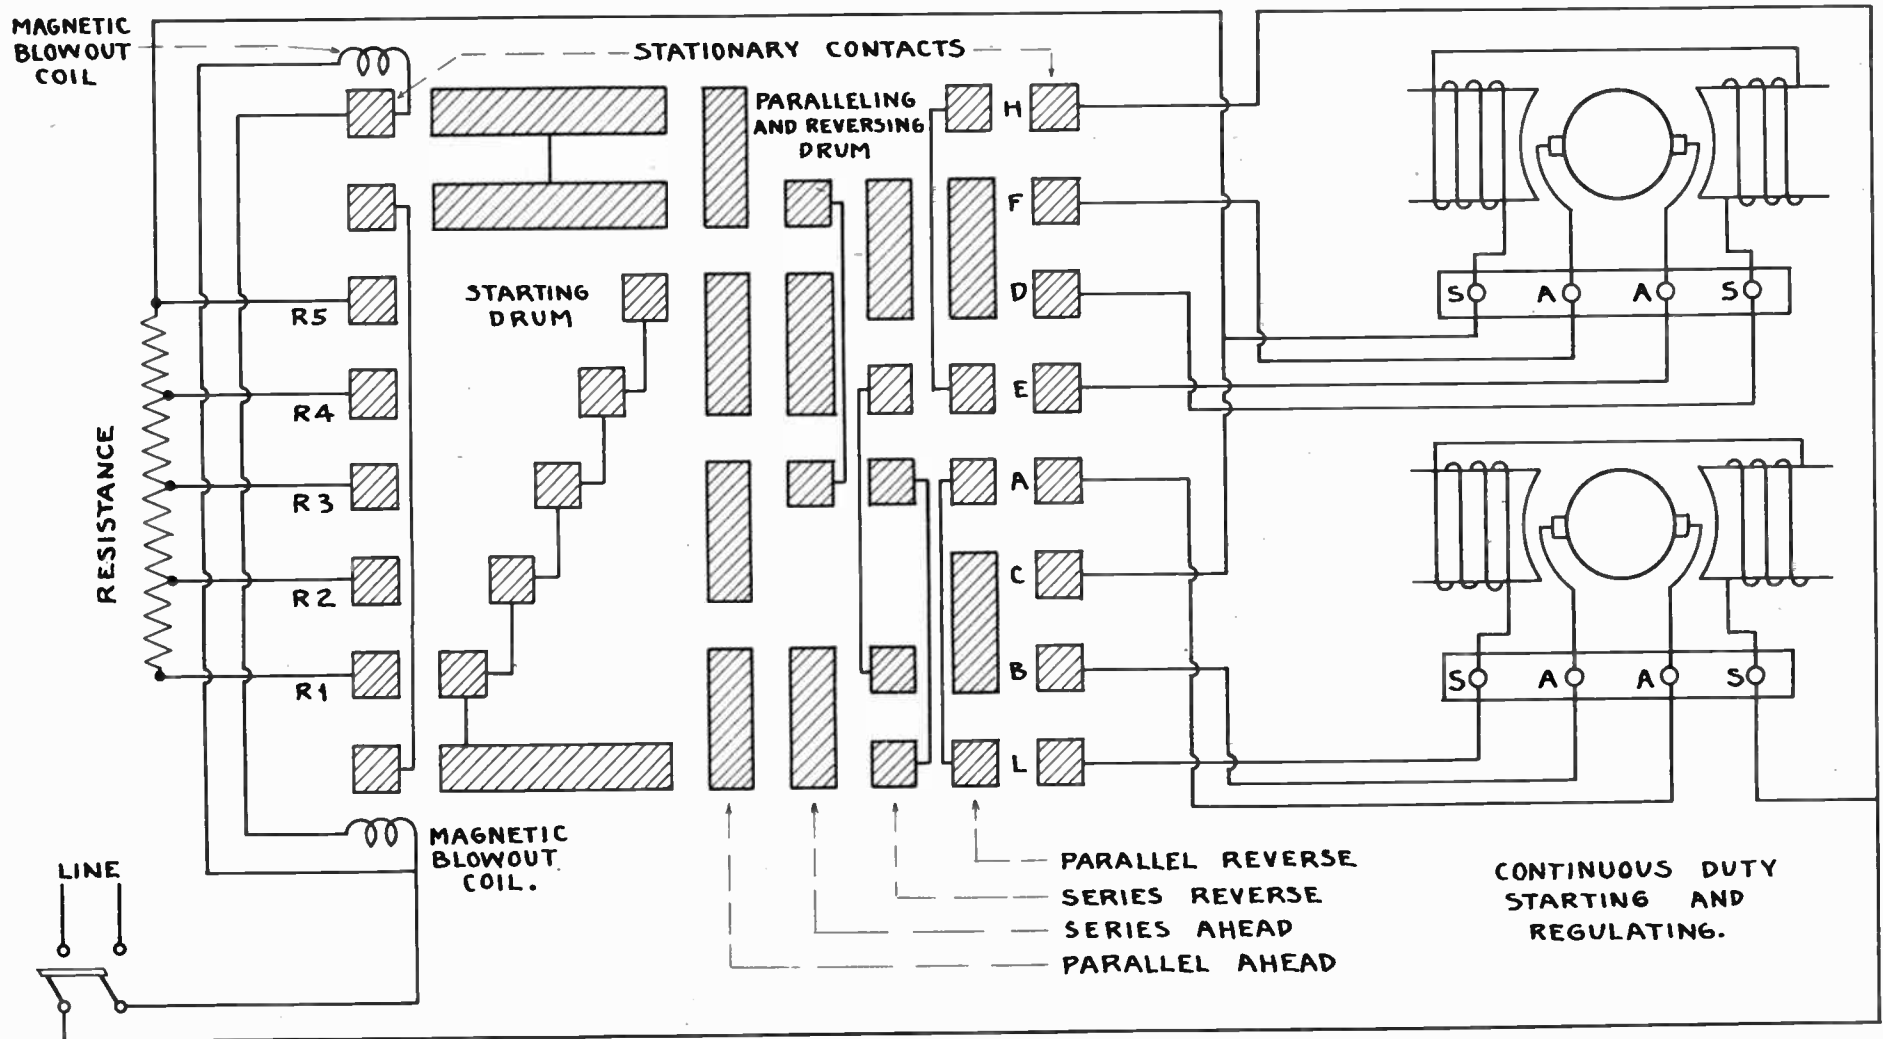 MAGNETIC
BLOWOUT
COIL
STATIONARY CONTACTS
PARALLELING
AND REVERSING
DRUM
H
F
D
E
A
C
B
L
STARTING
DRUM
R5
R4
R3
R2
R1
RESISTANCE
S A A S
S A A S
MAGNETIC
BLOWOUT
COIL.
LINE
PARALLEL REVERSE
SERIES REVERSE
SERIES AHEAD
PARALLEL AHEAD
CONTINUOUS DUTY
STARTING AND
REGULATING.